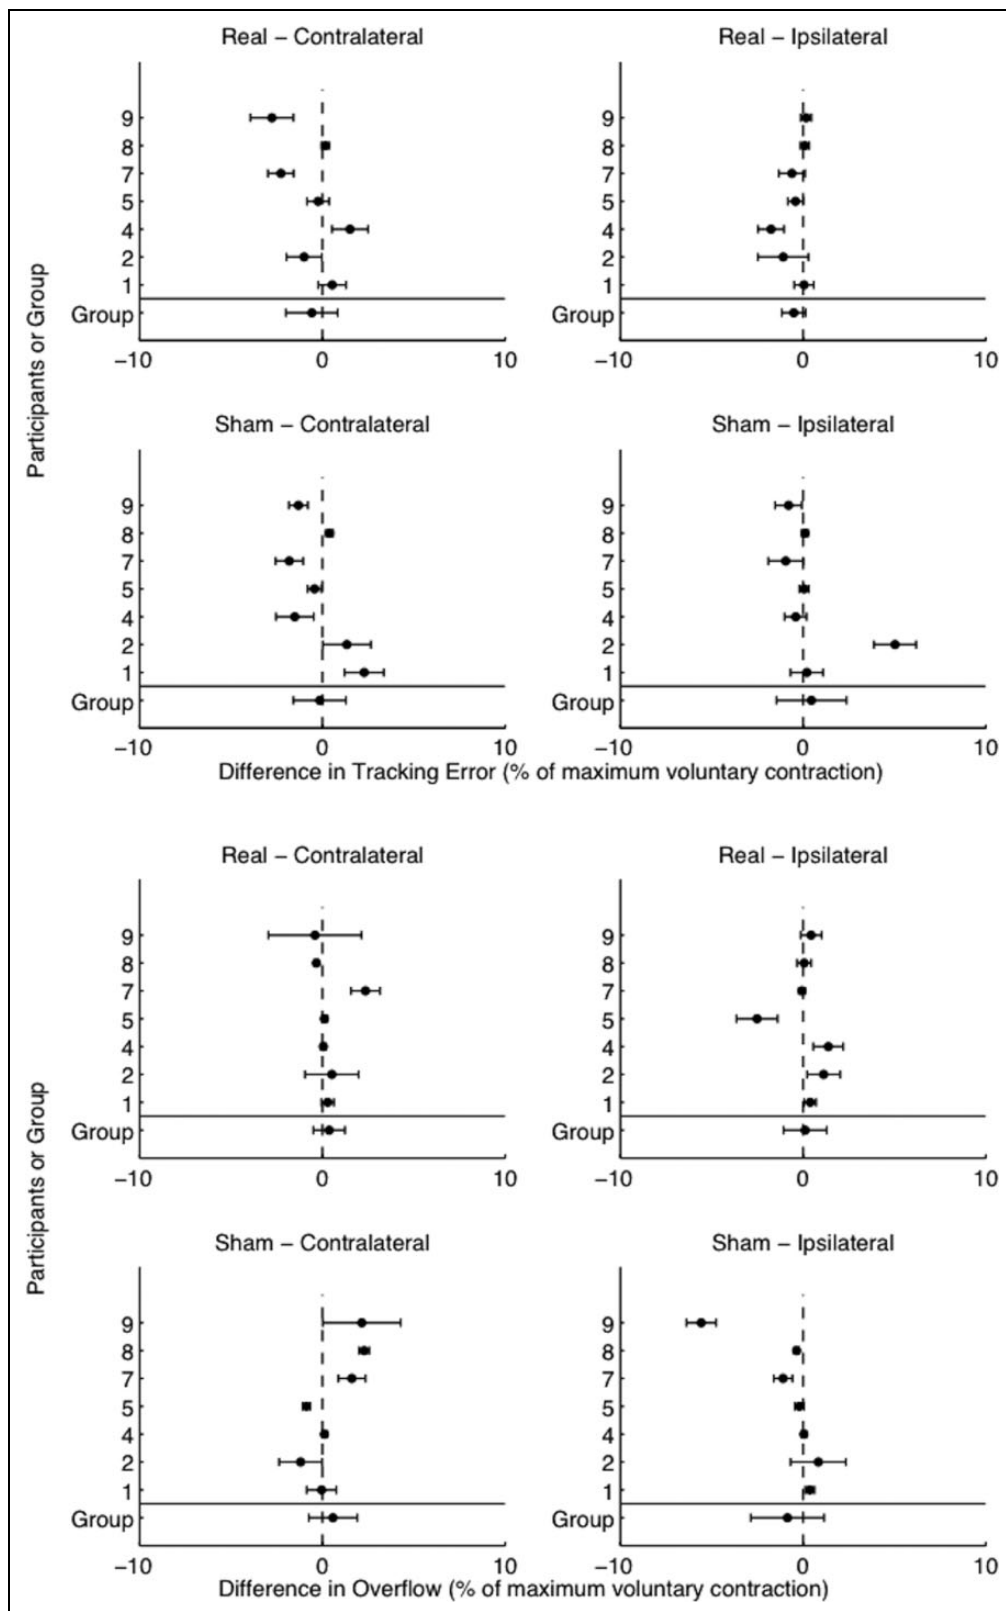 Real – Contralateral
Real – Ipsilateral
Participants or Group
9
8
7
5
4
2
1
Group
–10 0 10
9
8
7
5
4
2
1
Group
–10 0 10
Sham – Contralateral
Sham – Ipsilateral
9
8
7
5
4
2
1
Group
–10 0 10
9
8
7
5
4
2
1
Group
–10 0 10
Difference in Tracking Error (% of maximum voluntary contraction)
Real – Contralateral
Real – Ipsilateral
Participants or Group
9
8
7
5
4
2
1
Group
–10 0 10
9
8
7
5
4
2
1
Group
–10 0 10
Sham – Contralateral
Sham – Ipsilateral
9
8
7
5
4
2
1
Group
–10 0 10
9
8
7
5
4
2
1
Group
–10 0 10
Difference in Overflow (% of maximum voluntary contraction)